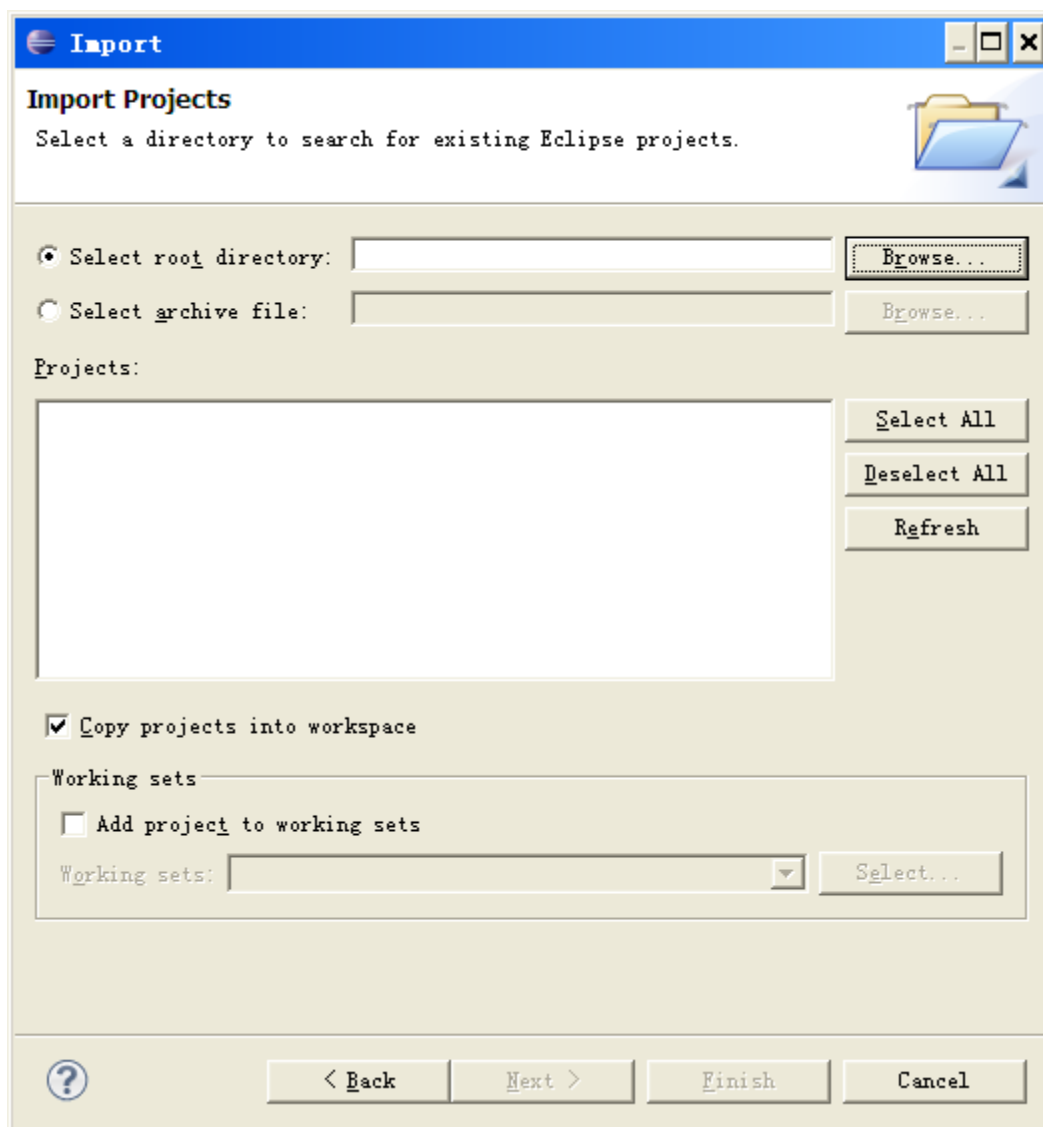 Import
Import Projects
Select a directory to search for existing Eclipse projects.
Select root directory: Browse...
Select archive file: Browse...
Projects:
Select All
Deselect All
Refresh
Copy projects into workspace
Working sets
Add project to working sets
Working sets: Select...
? < Back Next > Finish Cancel